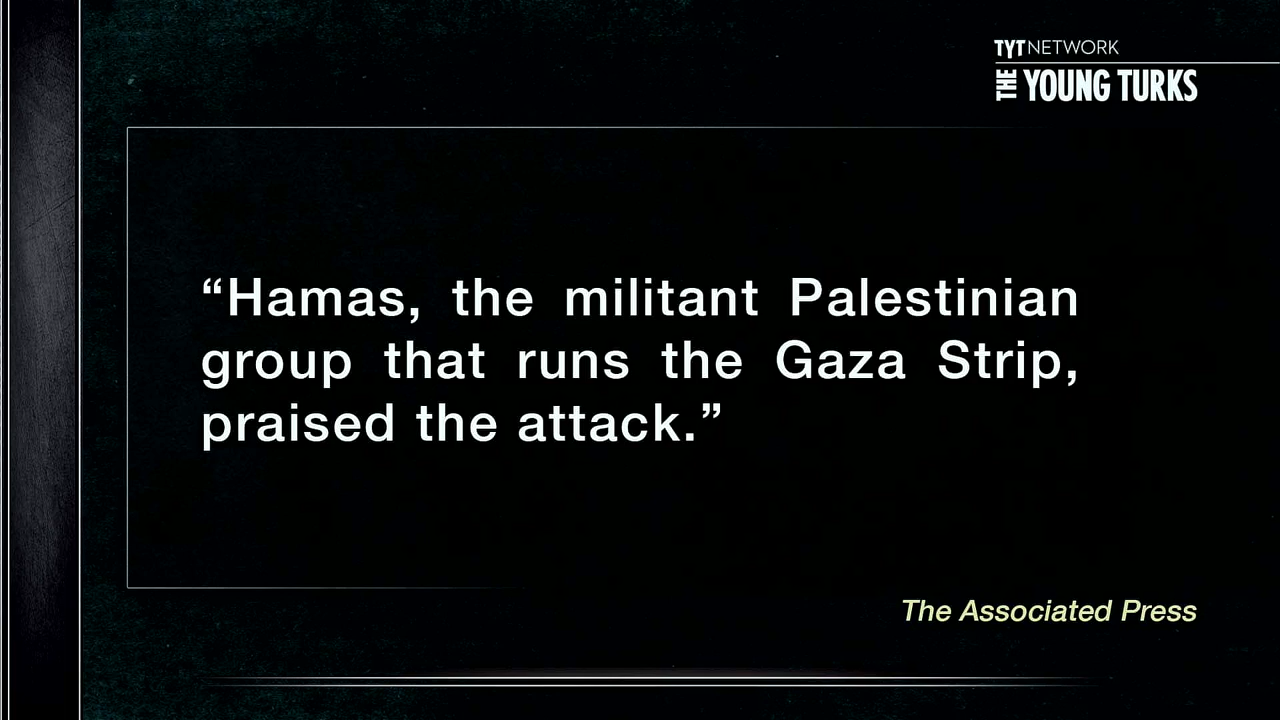 TYT NETWORK
THE YOUNG TURKS
“Hamas, the militant Palestinian
group that runs the Gaza Strip,
praised the attack.”
The Associated Press